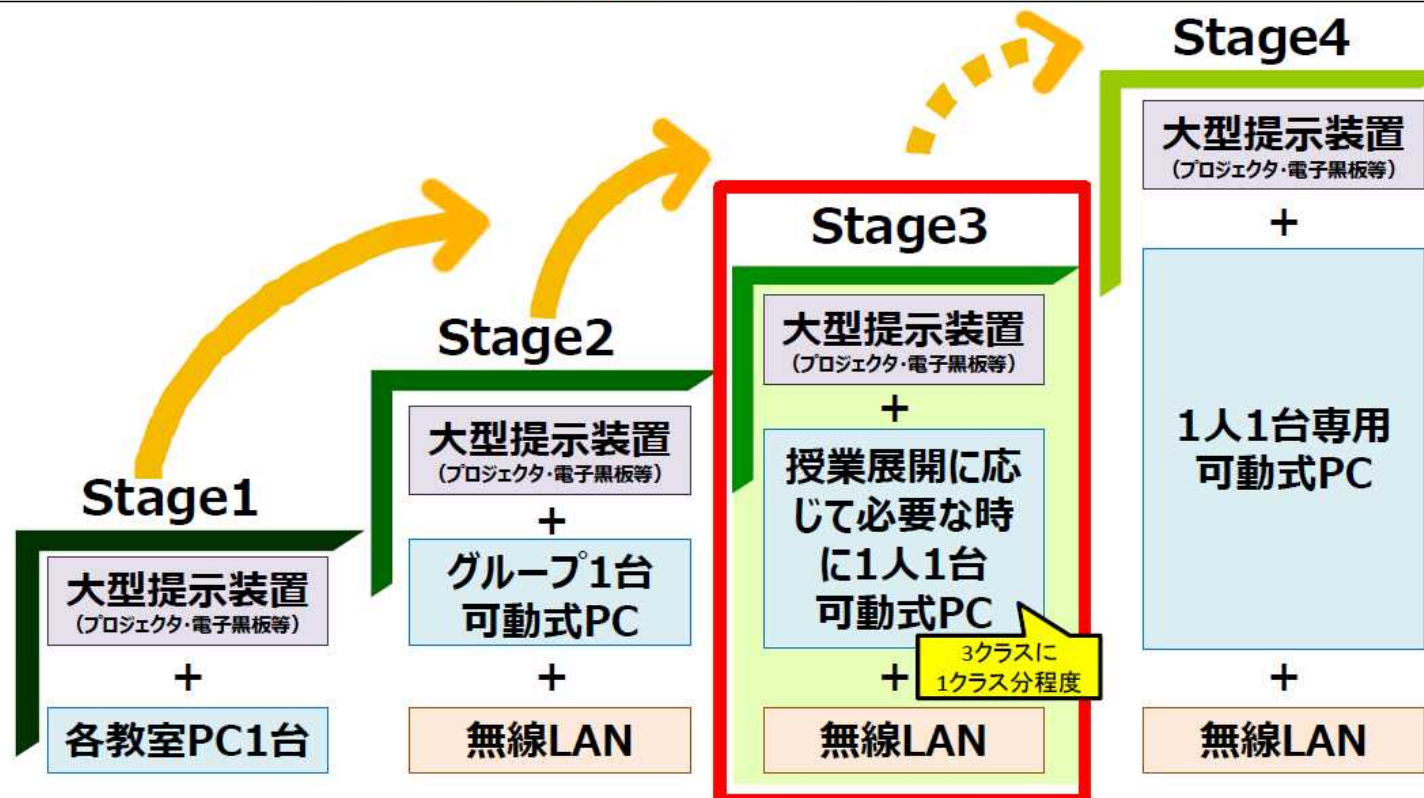 Stage1
大型提示装置
(プロジェクタ・電子黒板等)
+
各教室PC1台
Stage2
大型提示装置
(プロジェクタ・電子黒板等)
+
グループ1台
可動式PC
+
無線LAN
Stage3
大型提示装置
(プロジェクタ・電子黒板等)
+
授業展開に応
じて必要な時
に1人1台
可動式PC
3クラスに
1クラス分程度
+
無線LAN
Stage4
大型提示装置
(プロジェクタ・電子黒板等)
+
1人1台専用
可動式PC
+
無線LAN